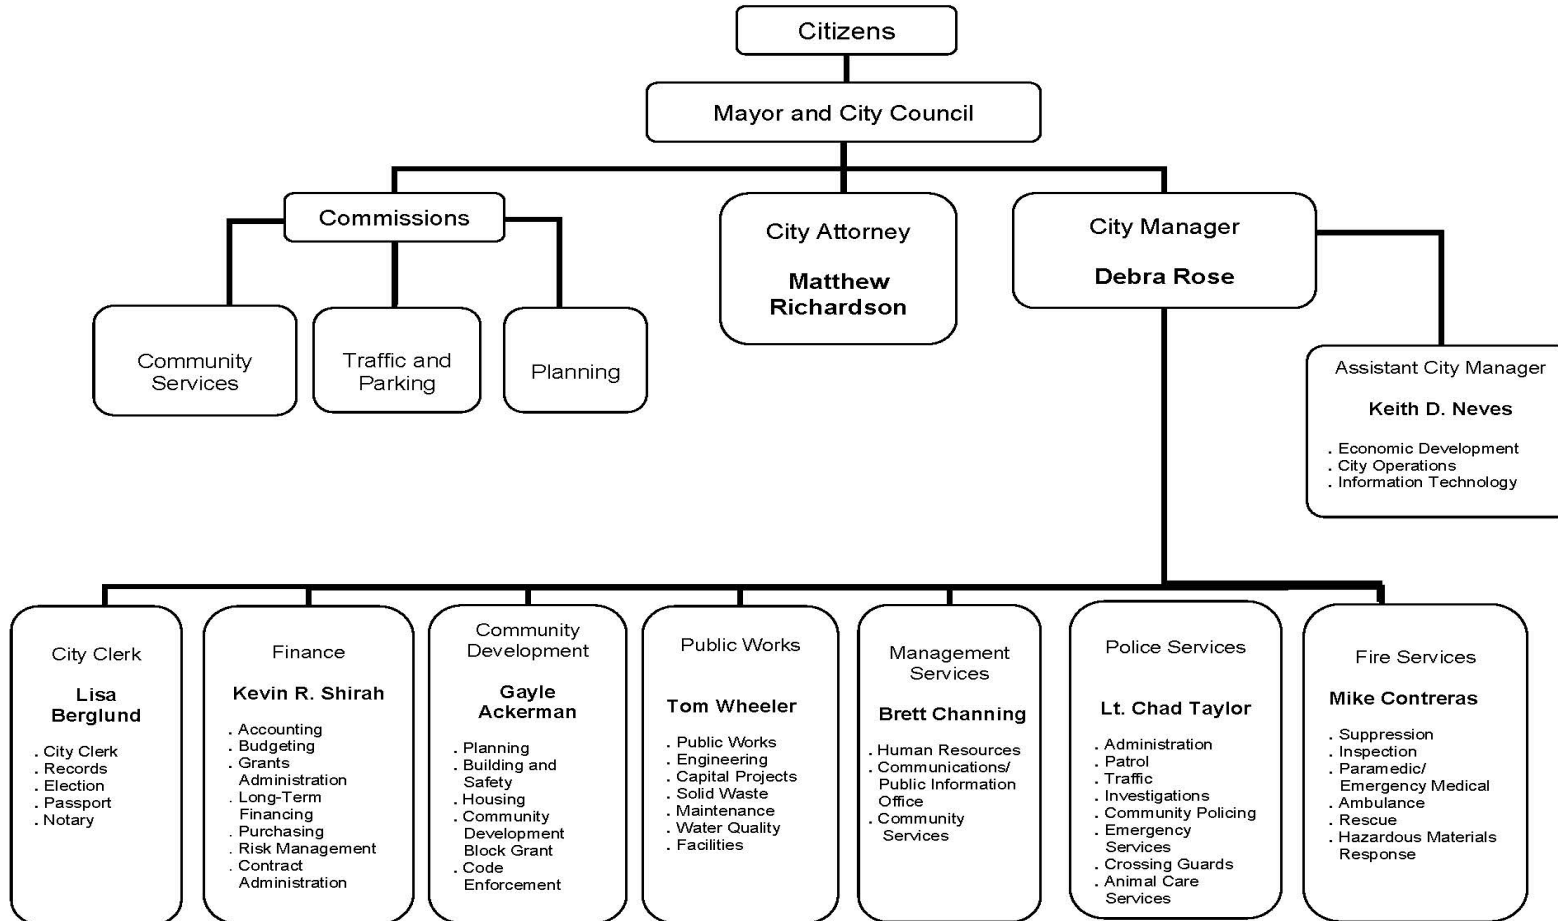 Citizens
Mayor and City Council
Commissions
City Attorney
Matthew
Richardson
City Manager
Debra Rose
Community
Services
Traffic and
Parking
Planning
Assistant City Manager
Keith D. Neves
. Economic Development
. City Operations
. Information Technology
City Clerk
Lisa
Berglund
. City Clerk
. Records
. Election
. Passport
. Notary
Finance
Kevin R. Shirah
. Accounting
. Budgeting
. Grants
Administration
. Long-Term
Financing
. Purchasing
. Risk Management
. Contract
Administration
Community
Development
Gayle
Ackerman
. Planning
. Building and
Safety
. Housing
. Community
Development
Block Grant
. Code
Enforcement
Public Works
Tom Wheeler
. Public Works
. Engineering
. Capital Projects
. Solid Waste
. Maintenance
. Water Quality
. Facilities
Management
Services
Brett Channing
. Human Resources
. Communications/
Public Information
Office
. Community
Services
Police Services
Lt. Chad Taylor
. Administration
. Patrol
. Traffic
. Investigations
. Community Policing
. Emergency
Services
. Crossing Guards
. Animal Care
Services
Fire Services
Mike Contreras
. Suppression
. Inspection
. Paramedic/
Emergency Medical
. Ambulance
. Rescue
. Hazardous Materials
Response